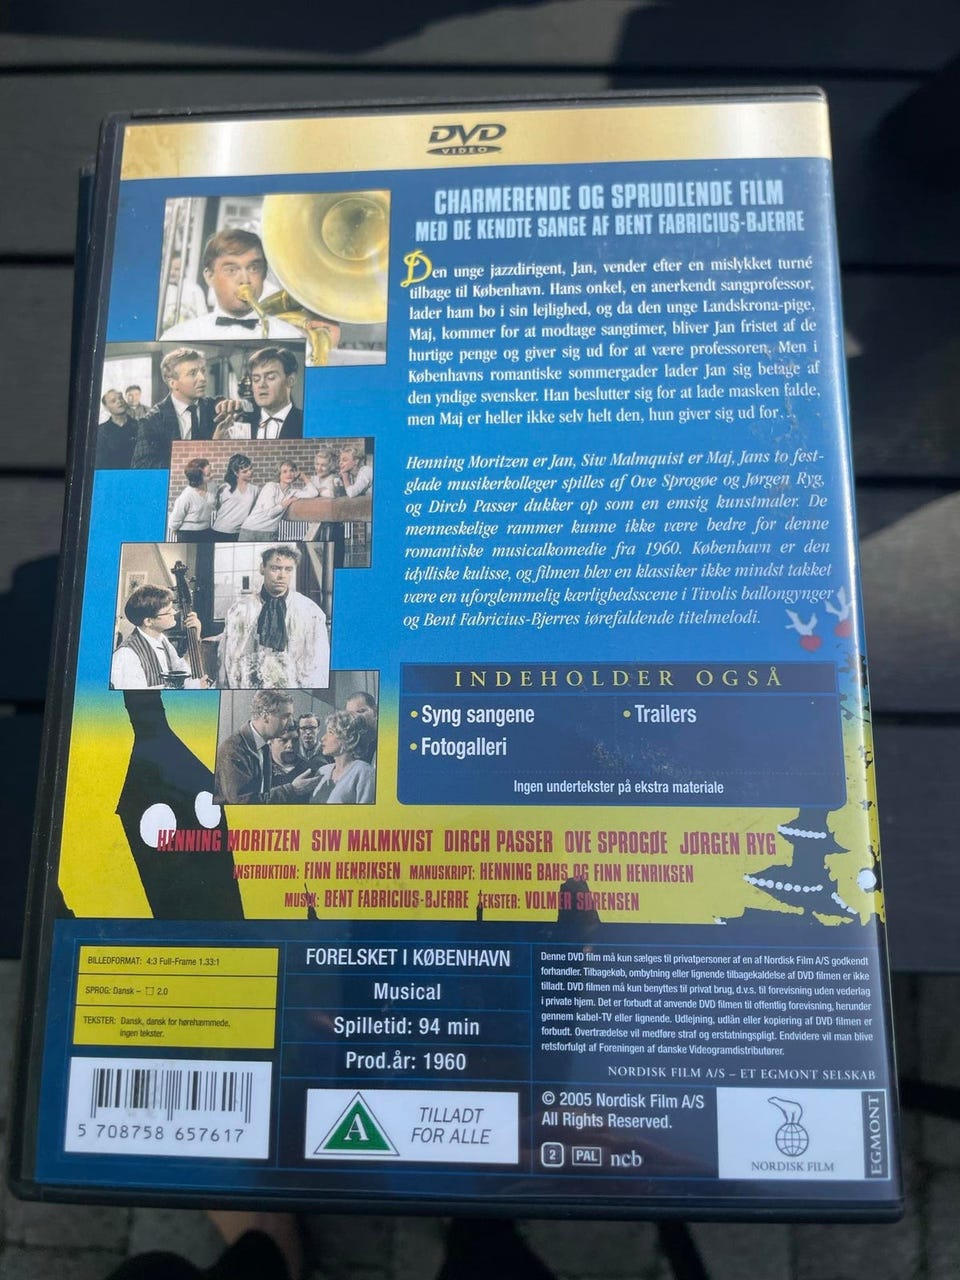 DVD
VIDEO
CHARMERENDE OG SPRUDLENDE FILM
MED DE KENDTE SANGE AF BENT FABRICIUS-BJERRE
Den unge jazzdirigent, Jan, vender efter en mislykket turné
tilbage til København. Hans onkel, en anerkendt sangprofessor,
lader ham bo i sin lejlighed, og da den unge Landskrona-pige,
Maj, kommer for at modtage sangtimer, bliver Jan fristet af de
hurtige penge og giver sig ud for at være professoren. Men i
Københavns romantiske sommergader lader Jan sig betage af
den yndige svensker. Han beslutter sig for at lade masken falde,
men Maj er heller ikke selv helt den, hun giver sig ud for...
Henning Moritzen er Jan, Siw Malmquist er Maj, Jans to fest-
glade musikerkolleger spilles af Ove Sprogøe og Jørgen Ryg,
og Dirch Passer dukker op som en emsig kunstmaler. De
menneskelige rammer kunne ikke være bedre for denne
romantiske musicalkomedie fra 1960. København er den
idylliske kulisse, og filmen blev en klassiker ikke mindst takket
være en uforglemmelig kærlighedsscene i Tivolis ballongynger
og Bent Fabricius-Bjerres iørefaldende titelmelodi.
INDEHOLDER OGSÅ
• Syng sangene • Trailers
• Fotogalleri
Ingen undertekster på ekstra materiale
HENNING MORITZEN SIW MALMKVIST DIRCH PASSER OVE SPROGØE JØRGEN RYG
INSTRUKTION: FINN HENRIKSEN MANUSKRIPT: HENNING BAHS OG FINN HENRIKSEN
MUSIK: BENT FABRICIUS-BJERRE TEKSTER: VOLMER SØRENSEN
BILLEDFORMAT: 4:3 Full-Frame 1.33:1
SPROG: Dansk – 2.0
TEKSTER: Dansk, dansk for hørehæmmede,
ingen tekster.
5 708758 657617
FORELSKET I KØBENHAVN
Musical
Spilletid: 94 min
Prod.år: 1960
A
TILLADT
FOR ALLE
Denne DVD film må kun sælges til privatpersoner af en af Nordisk Film A/S godkendt
forhandler. Tilbagekøb, ombytning eller lignende tilbagekaldelse af DVD filmen er ikke
tilladt. DVD filmen må kun benyttes til privat brug, d.v.s. til forevisning uden vederlag
i private hjem. Det er forbudt at anvende DVD filmen til offentlig forevisning, herunder
gennem kabel-TV eller lignende. Udlejning, udlån eller kopiering af DVD filmen er
forbudt. Overtrædelse vil medføre straf og erstatningspligt. Endvidere vil man blive
retsforfulgt af Foreningen af danske Videogramdistributører.
NORDISK FILM A/S – ET EGMONT SELSKAB
© 2005 Nordisk Film A/S
All Rights Reserved.
2 PAL ncb
NORDISK FILM
EGMONT